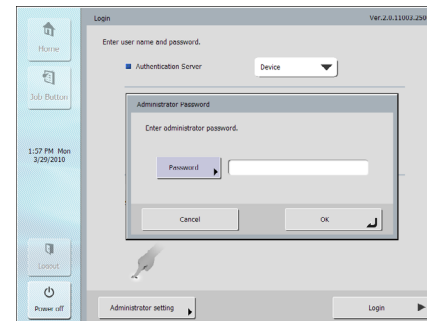 Login
Ver.2.0.11003.250
Home
Enter user name and password.
Authentication Server
Device
Job Button
Administrator Password
Enter administrator password.
1:57 PM Mon
3/29/2010
Password
Cancel
OK
Logout
Power off
Administrator setting
Login